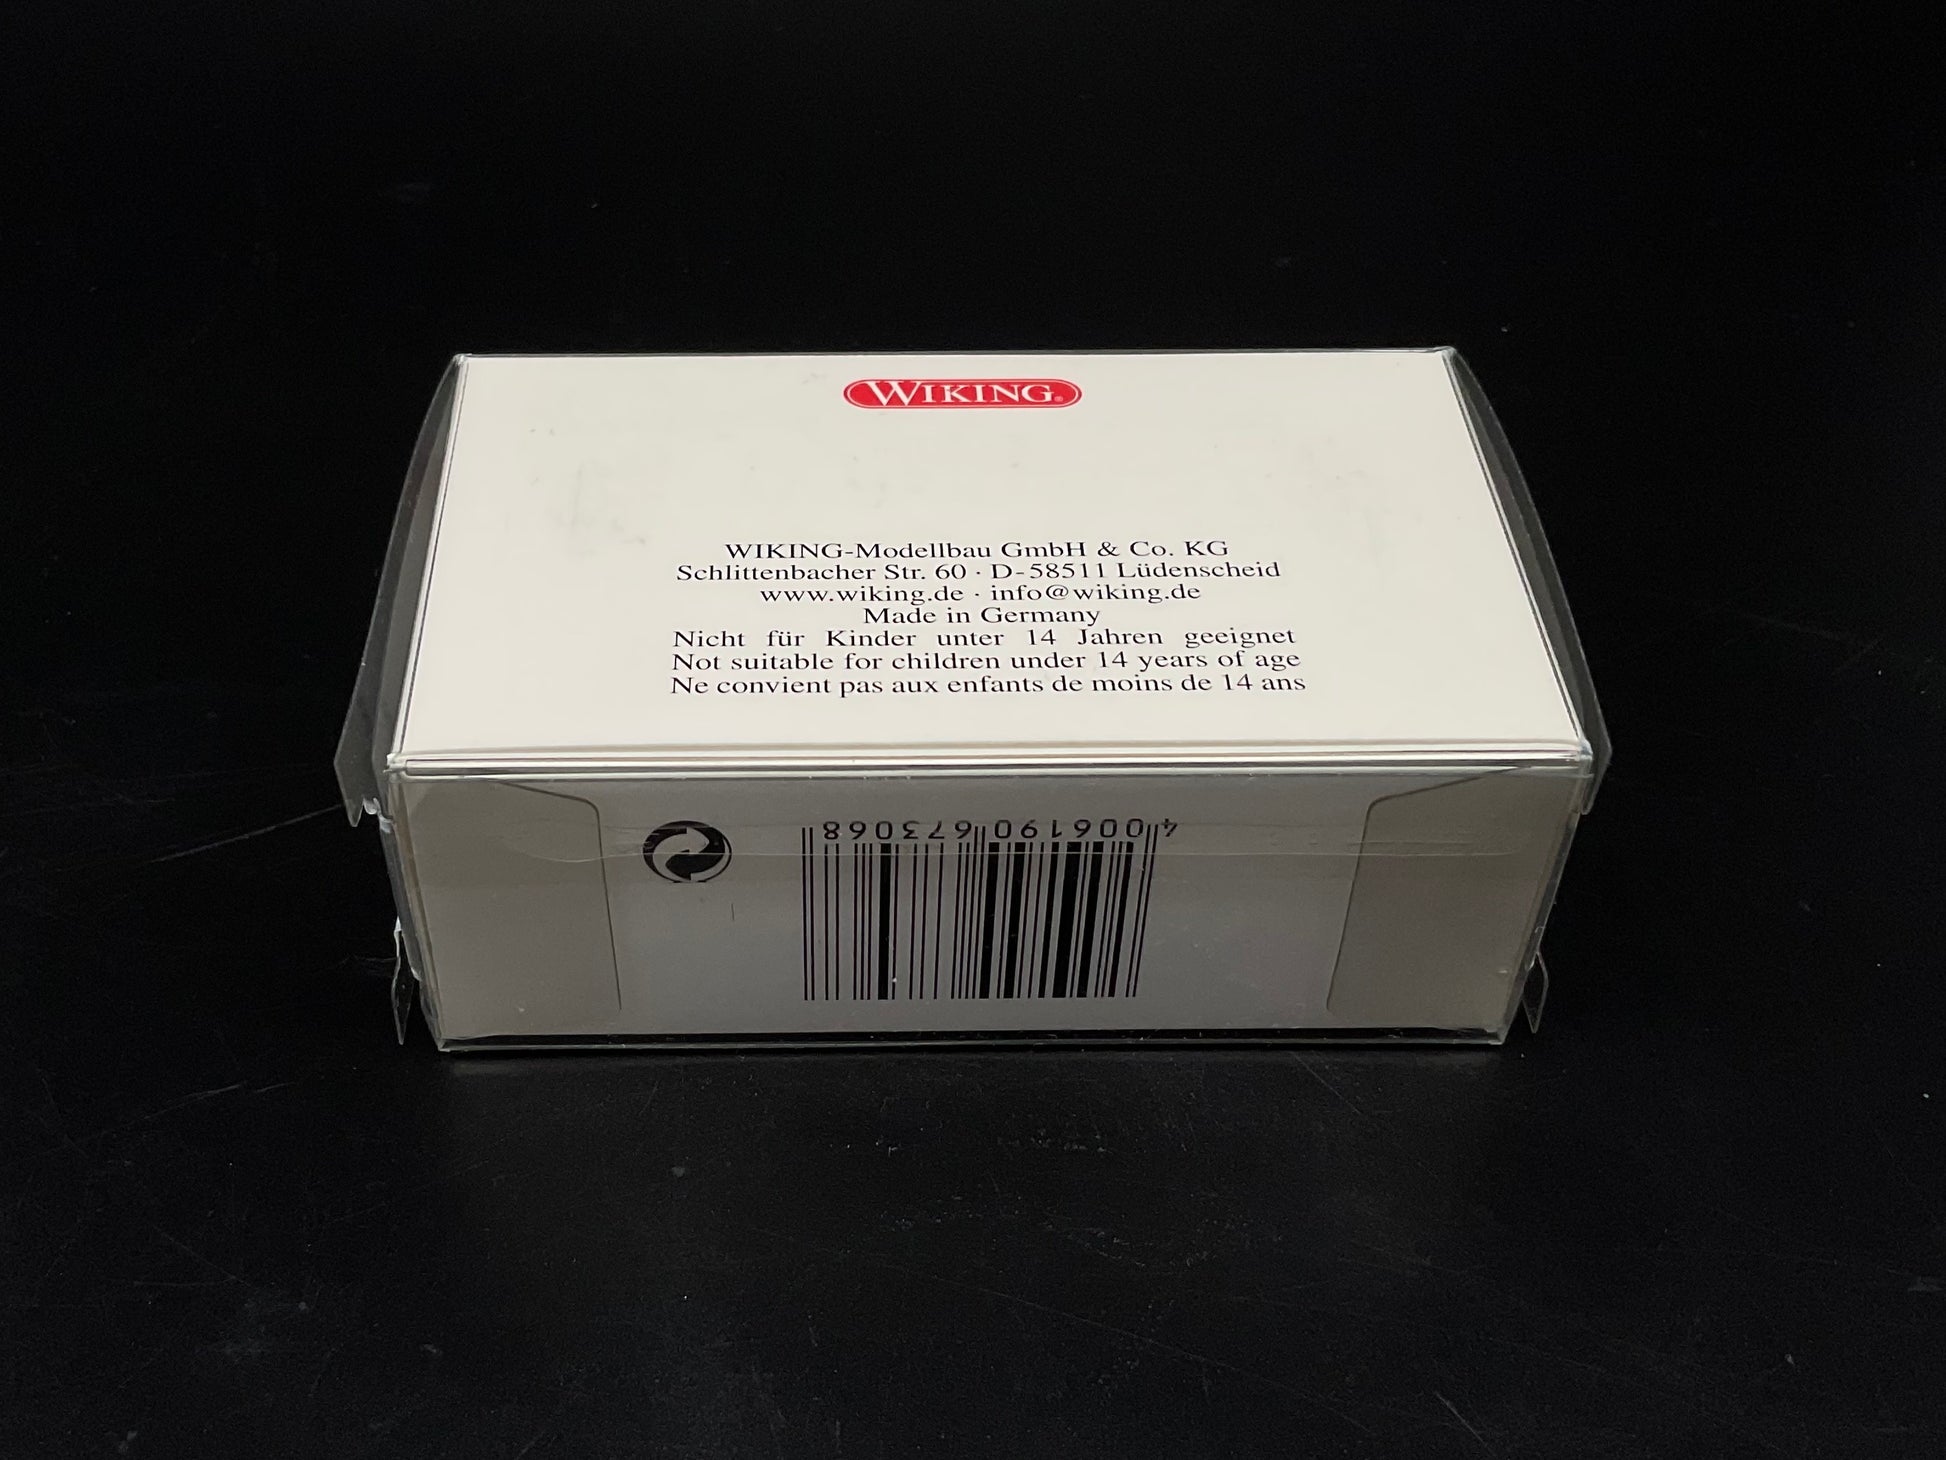 WIKING®
WIKING-Modellbau GmbH & Co. KG
Schlittenbacher Str. 60 · D-58511 Lüdenscheid
www.wiking.de · info@wiking.de
Made in Germany
Nicht für Kinder unter 14 Jahren geeignet
Not suitable for children under 14 years of age
Ne convient pas aux enfants de moins de 14 ans
4 006190 673068